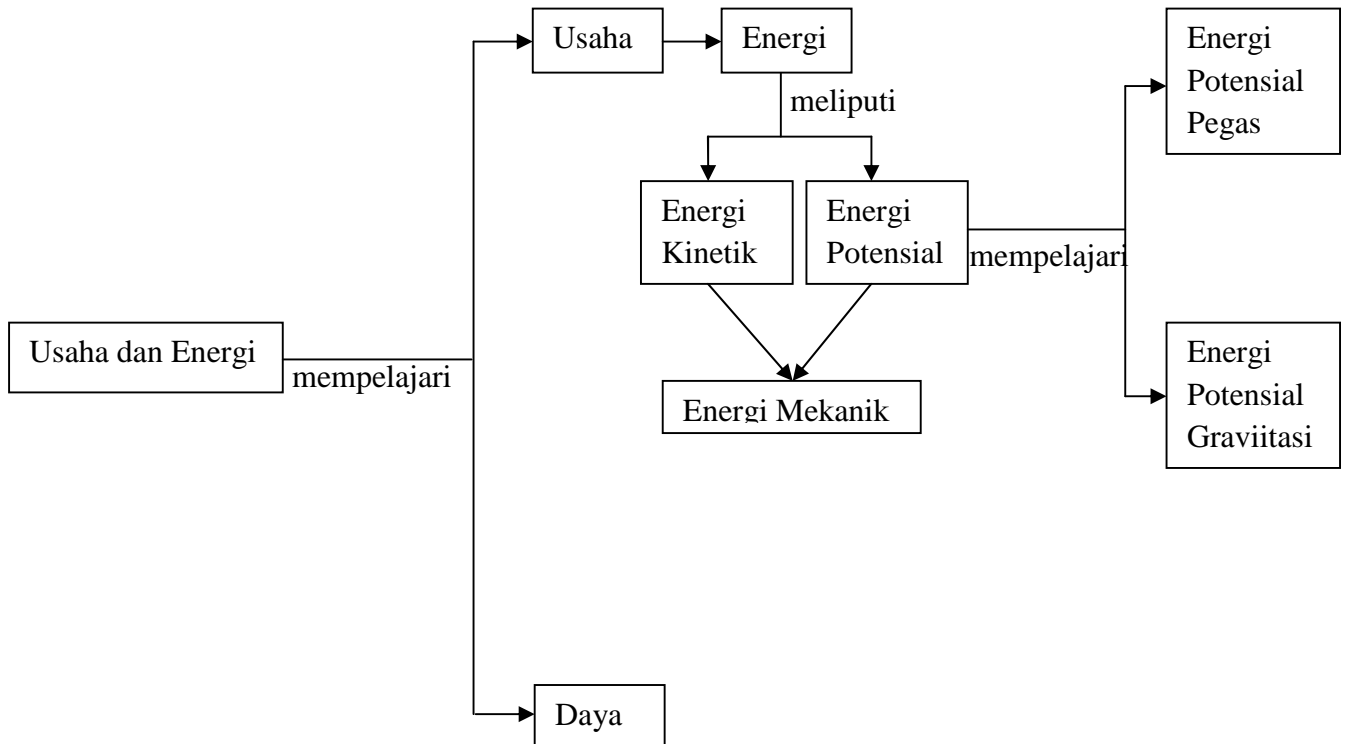 Usaha dan Energi
mempelajari
Usaha
Energi
meliputi
Energi
Kinetik
Energi
Potensial
Energi Mekanik
mempelajari
Energi
Potensial
Pegas
Energi
Potensial
Graviitasi
Daya